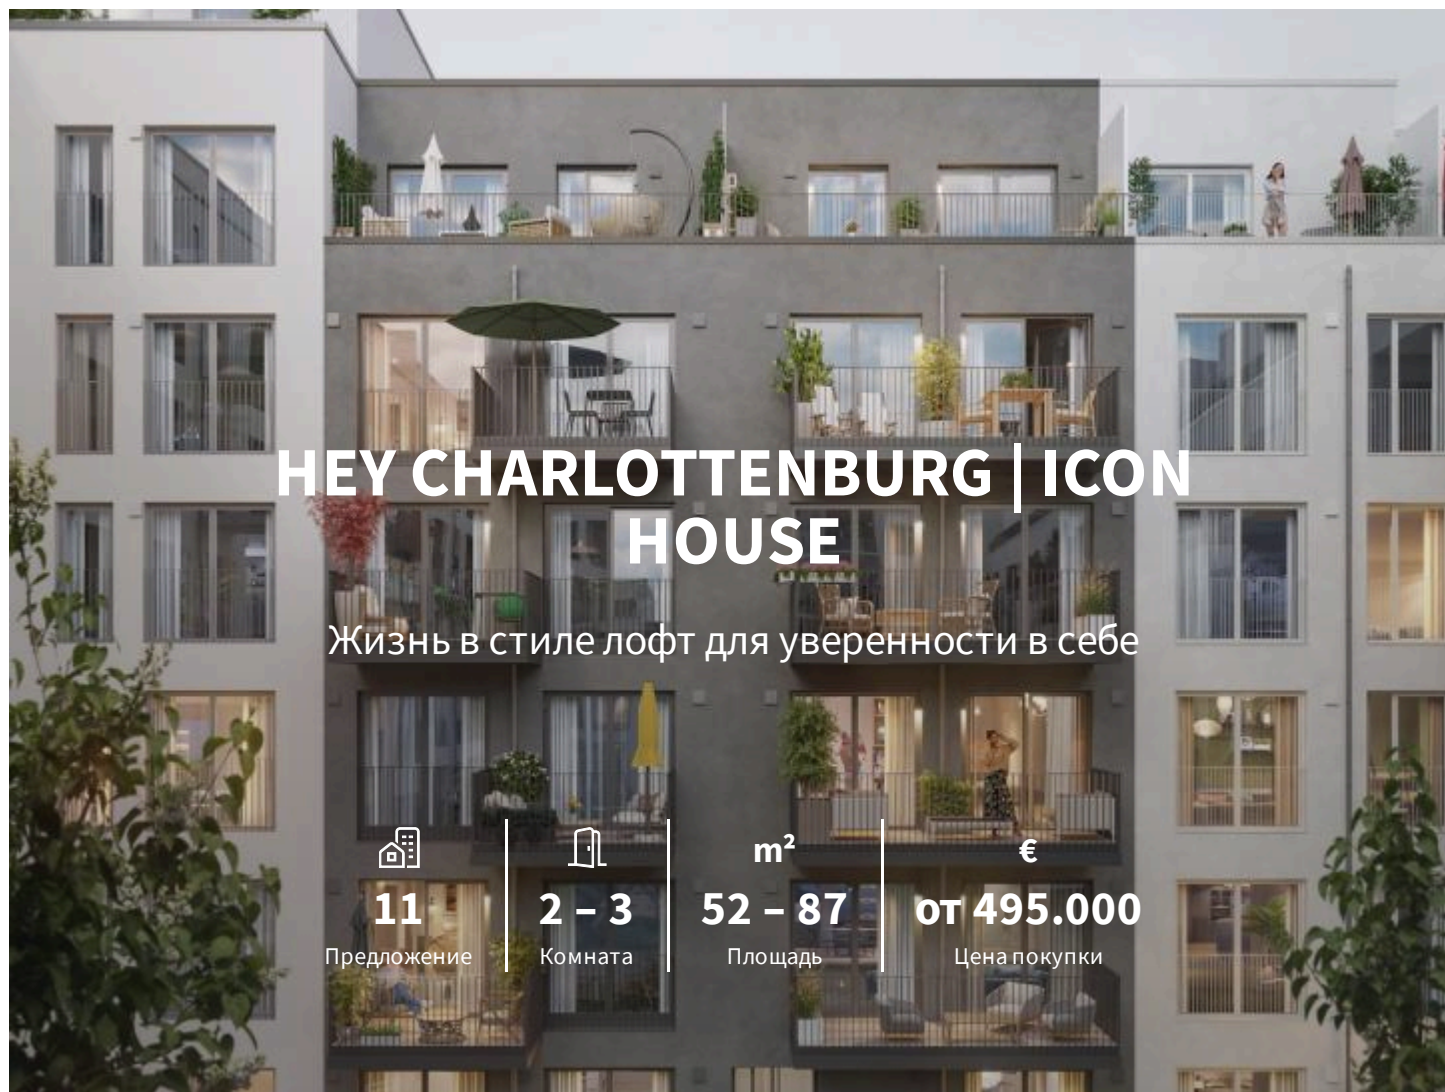 HEY CHARLOTTENBURG | ICON
HOUSE
Жизнь в стиле лофт для уверенности в себе
m² €
11 2 – 3 52 – 87 от 495.000
Предложение Комната Площадь Цена покупки